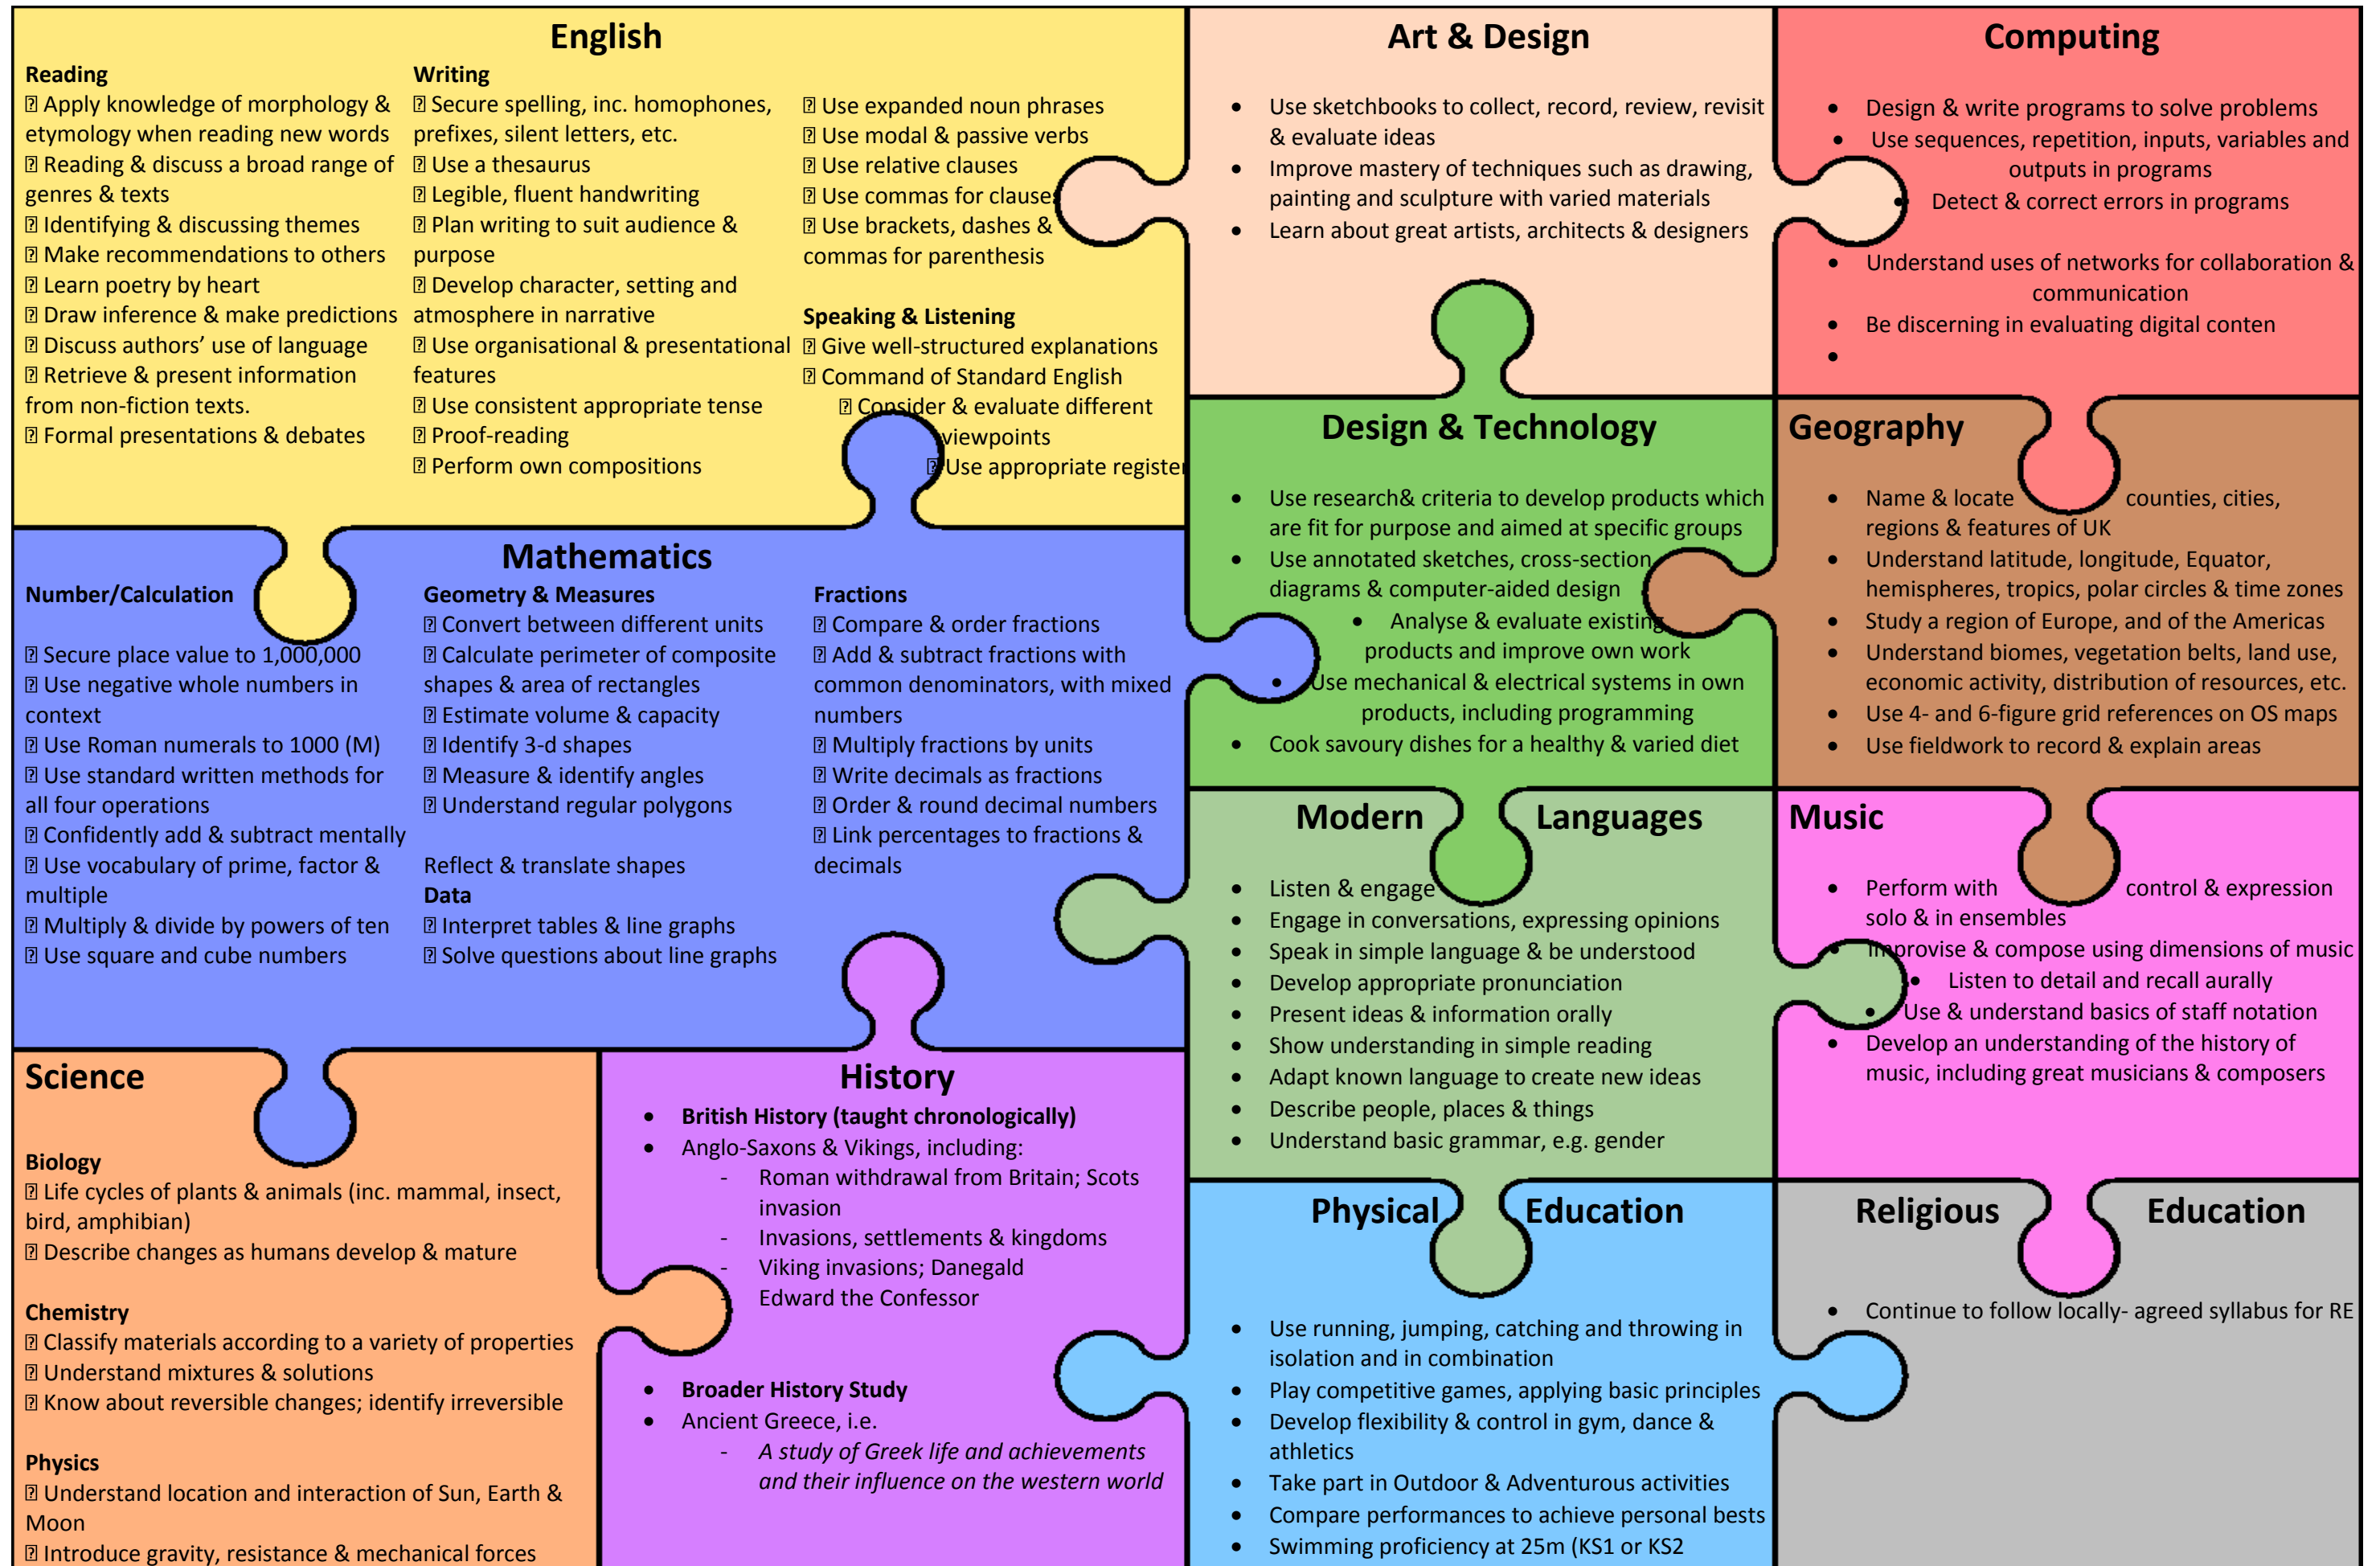 English
Reading
⍰ Apply knowledge of morphology &
etymology when reading new words
⍰ Reading & discuss a broad range of
genres & texts
⍰ Identifying & discussing themes
⍰ Make recommendations to others
⍰ Learn poetry by heart
⍰ Draw inference & make predictions
⍰ Discuss authors’ use of language
⍰ Retrieve & present information
from non-fiction texts.
⍰ Formal presentations & debates
Writing
⍰ Secure spelling, inc. homophones,
prefixes, silent letters, etc.
⍰ Use a thesaurus
⍰ Legible, fluent handwriting
⍰ Plan writing to suit audience &
purpose
⍰ Develop character, setting and
atmosphere in narrative
⍰ Use organisational & presentational
features
⍰ Use consistent appropriate tense
⍰ Proof-reading
⍰ Perform own compositions
⍰ Use expanded noun phrases
⍰ Use modal & passive verbs
⍰ Use relative clauses
⍰ Use commas for clauses
⍰ Use brackets, dashes &
commas for parenthesis
Speaking & Listening
⍰ Give well-structured explanations
⍰ Command of Standard English
⍰ Consider & evaluate different
viewpoints
⍰ Use appropriate register
Art & Design
• Use sketchbooks to collect, record, review, revisit
& evaluate ideas
• Improve mastery of techniques such as drawing,
painting and sculpture with varied materials
• Learn about great artists, architects & designers
Computing
• Design & write programs to solve problems
• Use sequences, repetition, inputs, variables and
outputs in programs
• Detect & correct errors in programs
• Understand uses of networks for collaboration &
communication
• Be discerning in evaluating digital conten
•
Mathematics
Number/Calculation
⍰ Secure place value to 1,000,000
⍰ Use negative whole numbers in
context
⍰ Use Roman numerals to 1000 (M)
⍰ Use standard written methods for
all four operations
⍰ Confidently add & subtract mentally
⍰ Use vocabulary of prime, factor &
multiple
⍰ Multiply & divide by powers of ten
⍰ Use square and cube numbers
Geometry & Measures
⍰ Convert between different units
⍰ Calculate perimeter of composite
shapes & area of rectangles
⍰ Estimate volume & capacity
⍰ Identify 3-d shapes
⍰ Measure & identify angles
⍰ Understand regular polygons
Reflect & translate shapes
Data
⍰ Interpret tables & line graphs
⍰ Solve questions about line graphs
Fractions
⍰ Compare & order fractions
⍰ Add & subtract fractions with
common denominators, with mixed
numbers
⍰ Multiply fractions by units
⍰ Write decimals as fractions
⍰ Order & round decimal numbers
⍰ Link percentages to fractions &
decimals
Design & Technology
• Use research& criteria to develop products which
are fit for purpose and aimed at specific groups
• Use annotated sketches, cross-section
diagrams & computer-aided design
• Analyse & evaluate existing
products and improve own work
• Use mechanical & electrical systems in own
products, including programming
• Cook savoury dishes for a healthy & varied diet
Geography
• Name & locate counties, cities,
regions & features of UK
• Understand latitude, longitude, Equator,
hemispheres, tropics, polar circles & time zones
• Study a region of Europe, and of the Americas
• Understand biomes, vegetation belts, land use,
economic activity, distribution of resources, etc.
• Use 4- and 6-figure grid references on OS maps
• Use fieldwork to record & explain areas
Modern Languages
• Listen & engage
• Engage in conversations, expressing opinions
• Speak in simple language & be understood
• Develop appropriate pronunciation
• Present ideas & information orally
• Show understanding in simple reading
• Adapt known language to create new ideas
• Describe people, places & things
• Understand basic grammar, e.g. gender
Music
• Perform with control & expression
solo & in ensembles
• Improvise & compose using dimensions of music
• Listen to detail and recall aurally
• Use & understand basics of staff notation
• Develop an understanding of the history of
music, including great musicians & composers
Science
Biology
⍰ Life cycles of plants & animals (inc. mammal, insect,
bird, amphibian)
⍰ Describe changes as humans develop & mature
Chemistry
⍰ Classify materials according to a variety of properties
⍰ Understand mixtures & solutions
⍰ Know about reversible changes; identify irreversible
Physics
⍰ Understand location and interaction of Sun, Earth &
Moon
⍰ Introduce gravity, resistance & mechanical forces
History
• British History (taught chronologically)
• Anglo-Saxons & Vikings, including:
- Roman withdrawal from Britain; Scots
invasion
- Invasions, settlements & kingdoms
- Viking invasions; Danegald
- Edward the Confessor
• Broader History Study
• Ancient Greece, i.e.
- A study of Greek life and achievements
and their influence on the western world
Physical Education
• Use running, jumping, catching and throwing in
isolation and in combination
• Play competitive games, applying basic principles
• Develop flexibility & control in gym, dance &
athletics
• Take part in Outdoor & Adventurous activities
• Compare performances to achieve personal bests
• Swimming proficiency at 25m (KS1 or KS2
Religious Education
• Continue to follow locally- agreed syllabus for RE